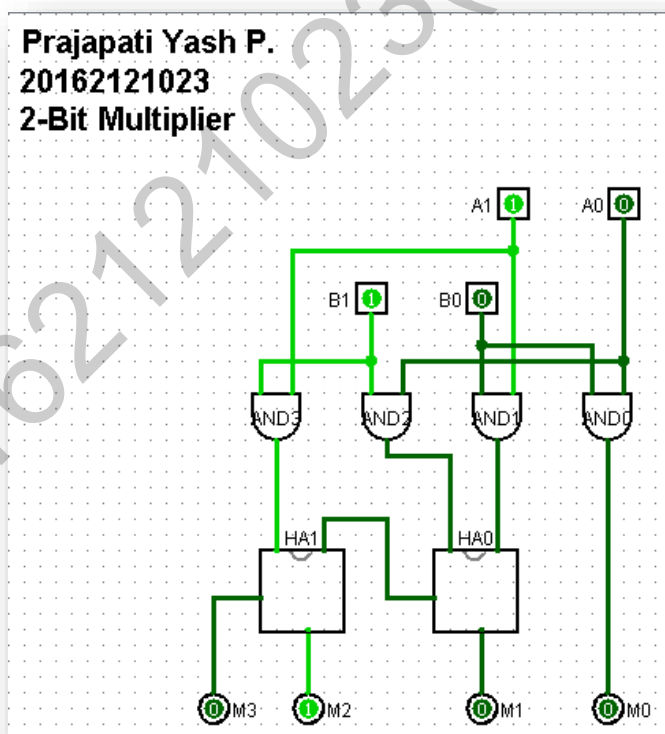 Prajapati Yash P.
20162121023
2-Bit Multiplier
A1 1 A0 0
B1 1 B0 0
AND3 AND2 AND1 AND0
HA1 HA0
0 M3 1 M2 0 M1 0 M0